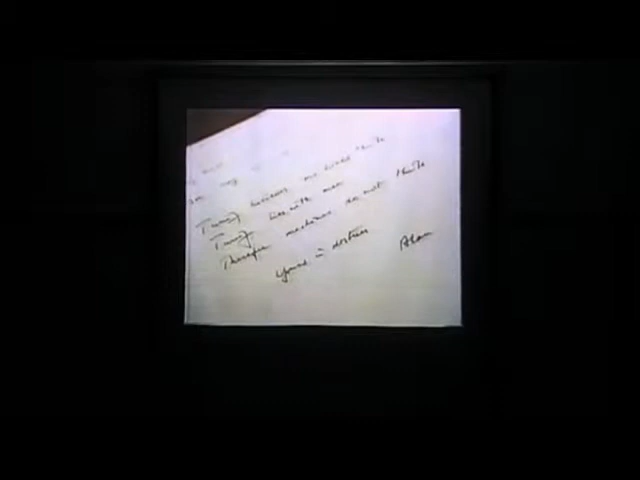 Turing believes machines think
Turing lies with men
Therefore machines do not think
Yours in distress
Alan